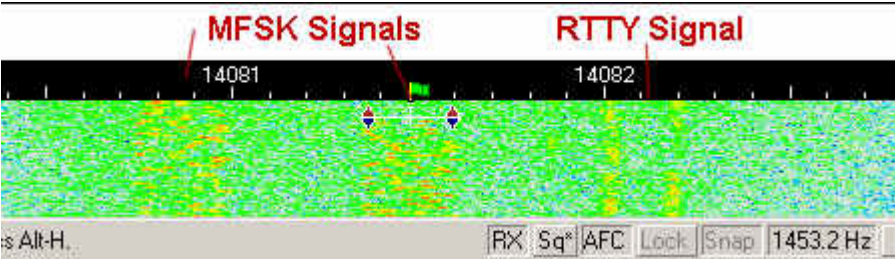 MFSK Signals RTTY Signal
14081 14082
s Alt-H. RX Sq* AFC Lock Snap 1453.2 Hz